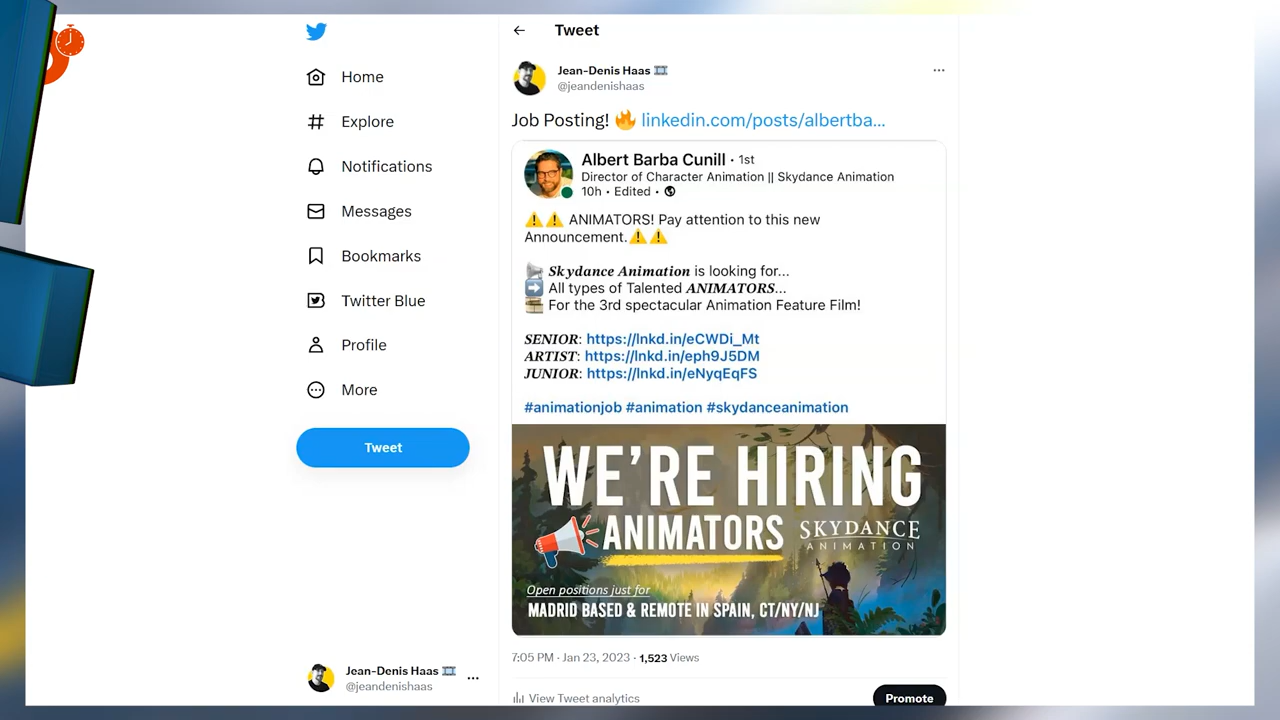 Tweet
Jean-Denis Haas
@jeandenishaas
Home
Explore
Notifications
Messages
Bookmarks
Twitter Blue
Profile
More
Tweet
Job Posting! 🔥 linkedin.com/posts/albertba...
Albert Barba Cunill · 1st
Director of Character Animation || Skydance Animation
10h • Edited •
⚠️⚠️ ANIMATORS! Pay attention to this new
Announcement.⚠️⚠️
Skydance Animation is looking for...
➡️ All types of Talented ANIMATORS...
For the 3rd spectacular Animation Feature Film!
SENIOR: https://lnkd.in/eCWDi_Mt
ARTIST: https://lnkd.in/eph9J5DM
JUNIOR: https://lnkd.in/eNyqEqFS
#animationjob #animation #skydanceanimation
WE'RE HIRING
ANIMATORS
SKYDANCE
ANIMATION
Open positions just for
MADRID BASED & REMOTE IN SPAIN, CT/NY/NJ
7:05 PM · Jan 23, 2023 · 1,523 Views
View Tweet analytics
Promote
Jean-Denis Haas
@jeandenishaas